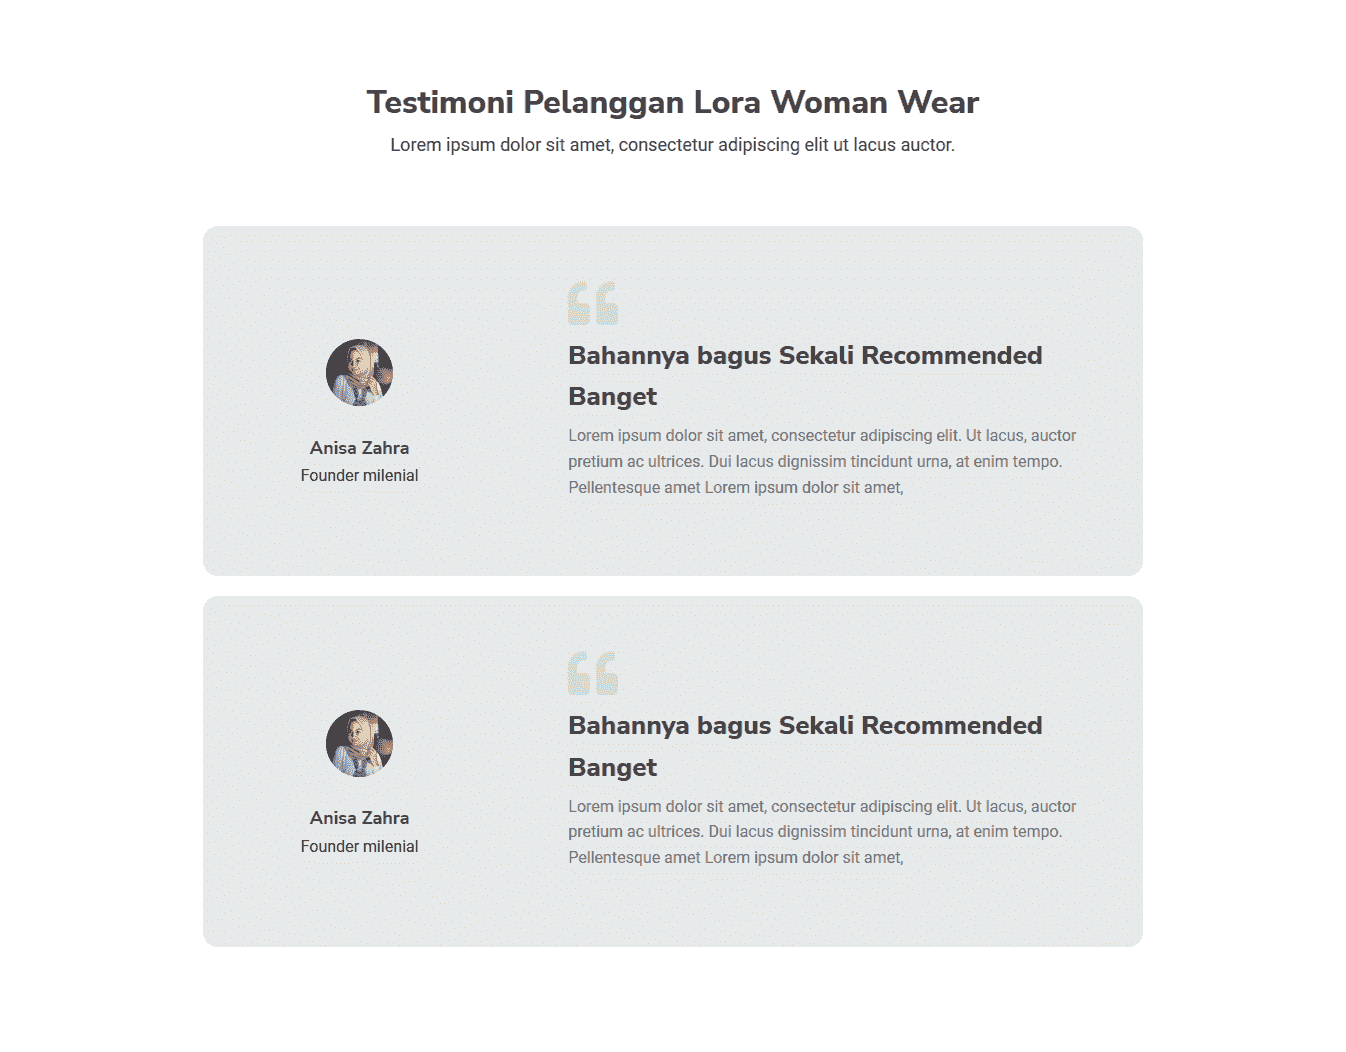 Testimoni Pelanggan Lora Woman Wear
Lorem ipsum dolor sit amet, consectetur adipiscing elit ut lacus auctor.
Anisa Zahra
Founder milenial
“
Bahannya bagus Sekali Recommended
Banget
Lorem ipsum dolor sit amet, consectetur adipiscing elit. Ut lacus, auctor
pretium ac ultrices. Dui lacus dignissim tincidunt urna, at enim tempo.
Pellentesque amet Lorem ipsum dolor sit amet,
Anisa Zahra
Founder milenial
“
Bahannya bagus Sekali Recommended
Banget
Lorem ipsum dolor sit amet, consectetur adipiscing elit. Ut lacus, auctor
pretium ac ultrices. Dui lacus dignissim tincidunt urna, at enim tempo.
Pellentesque amet Lorem ipsum dolor sit amet,